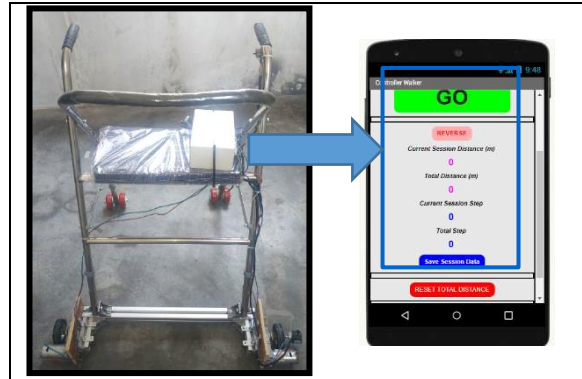 9:48
Controller Walker
GO
REVERSE
Current Session Distance (m)
0
Total Distance (m)
0
Current Session Step
0
Total Step
0
Save Session Data
RESET TOTAL DISTANCE